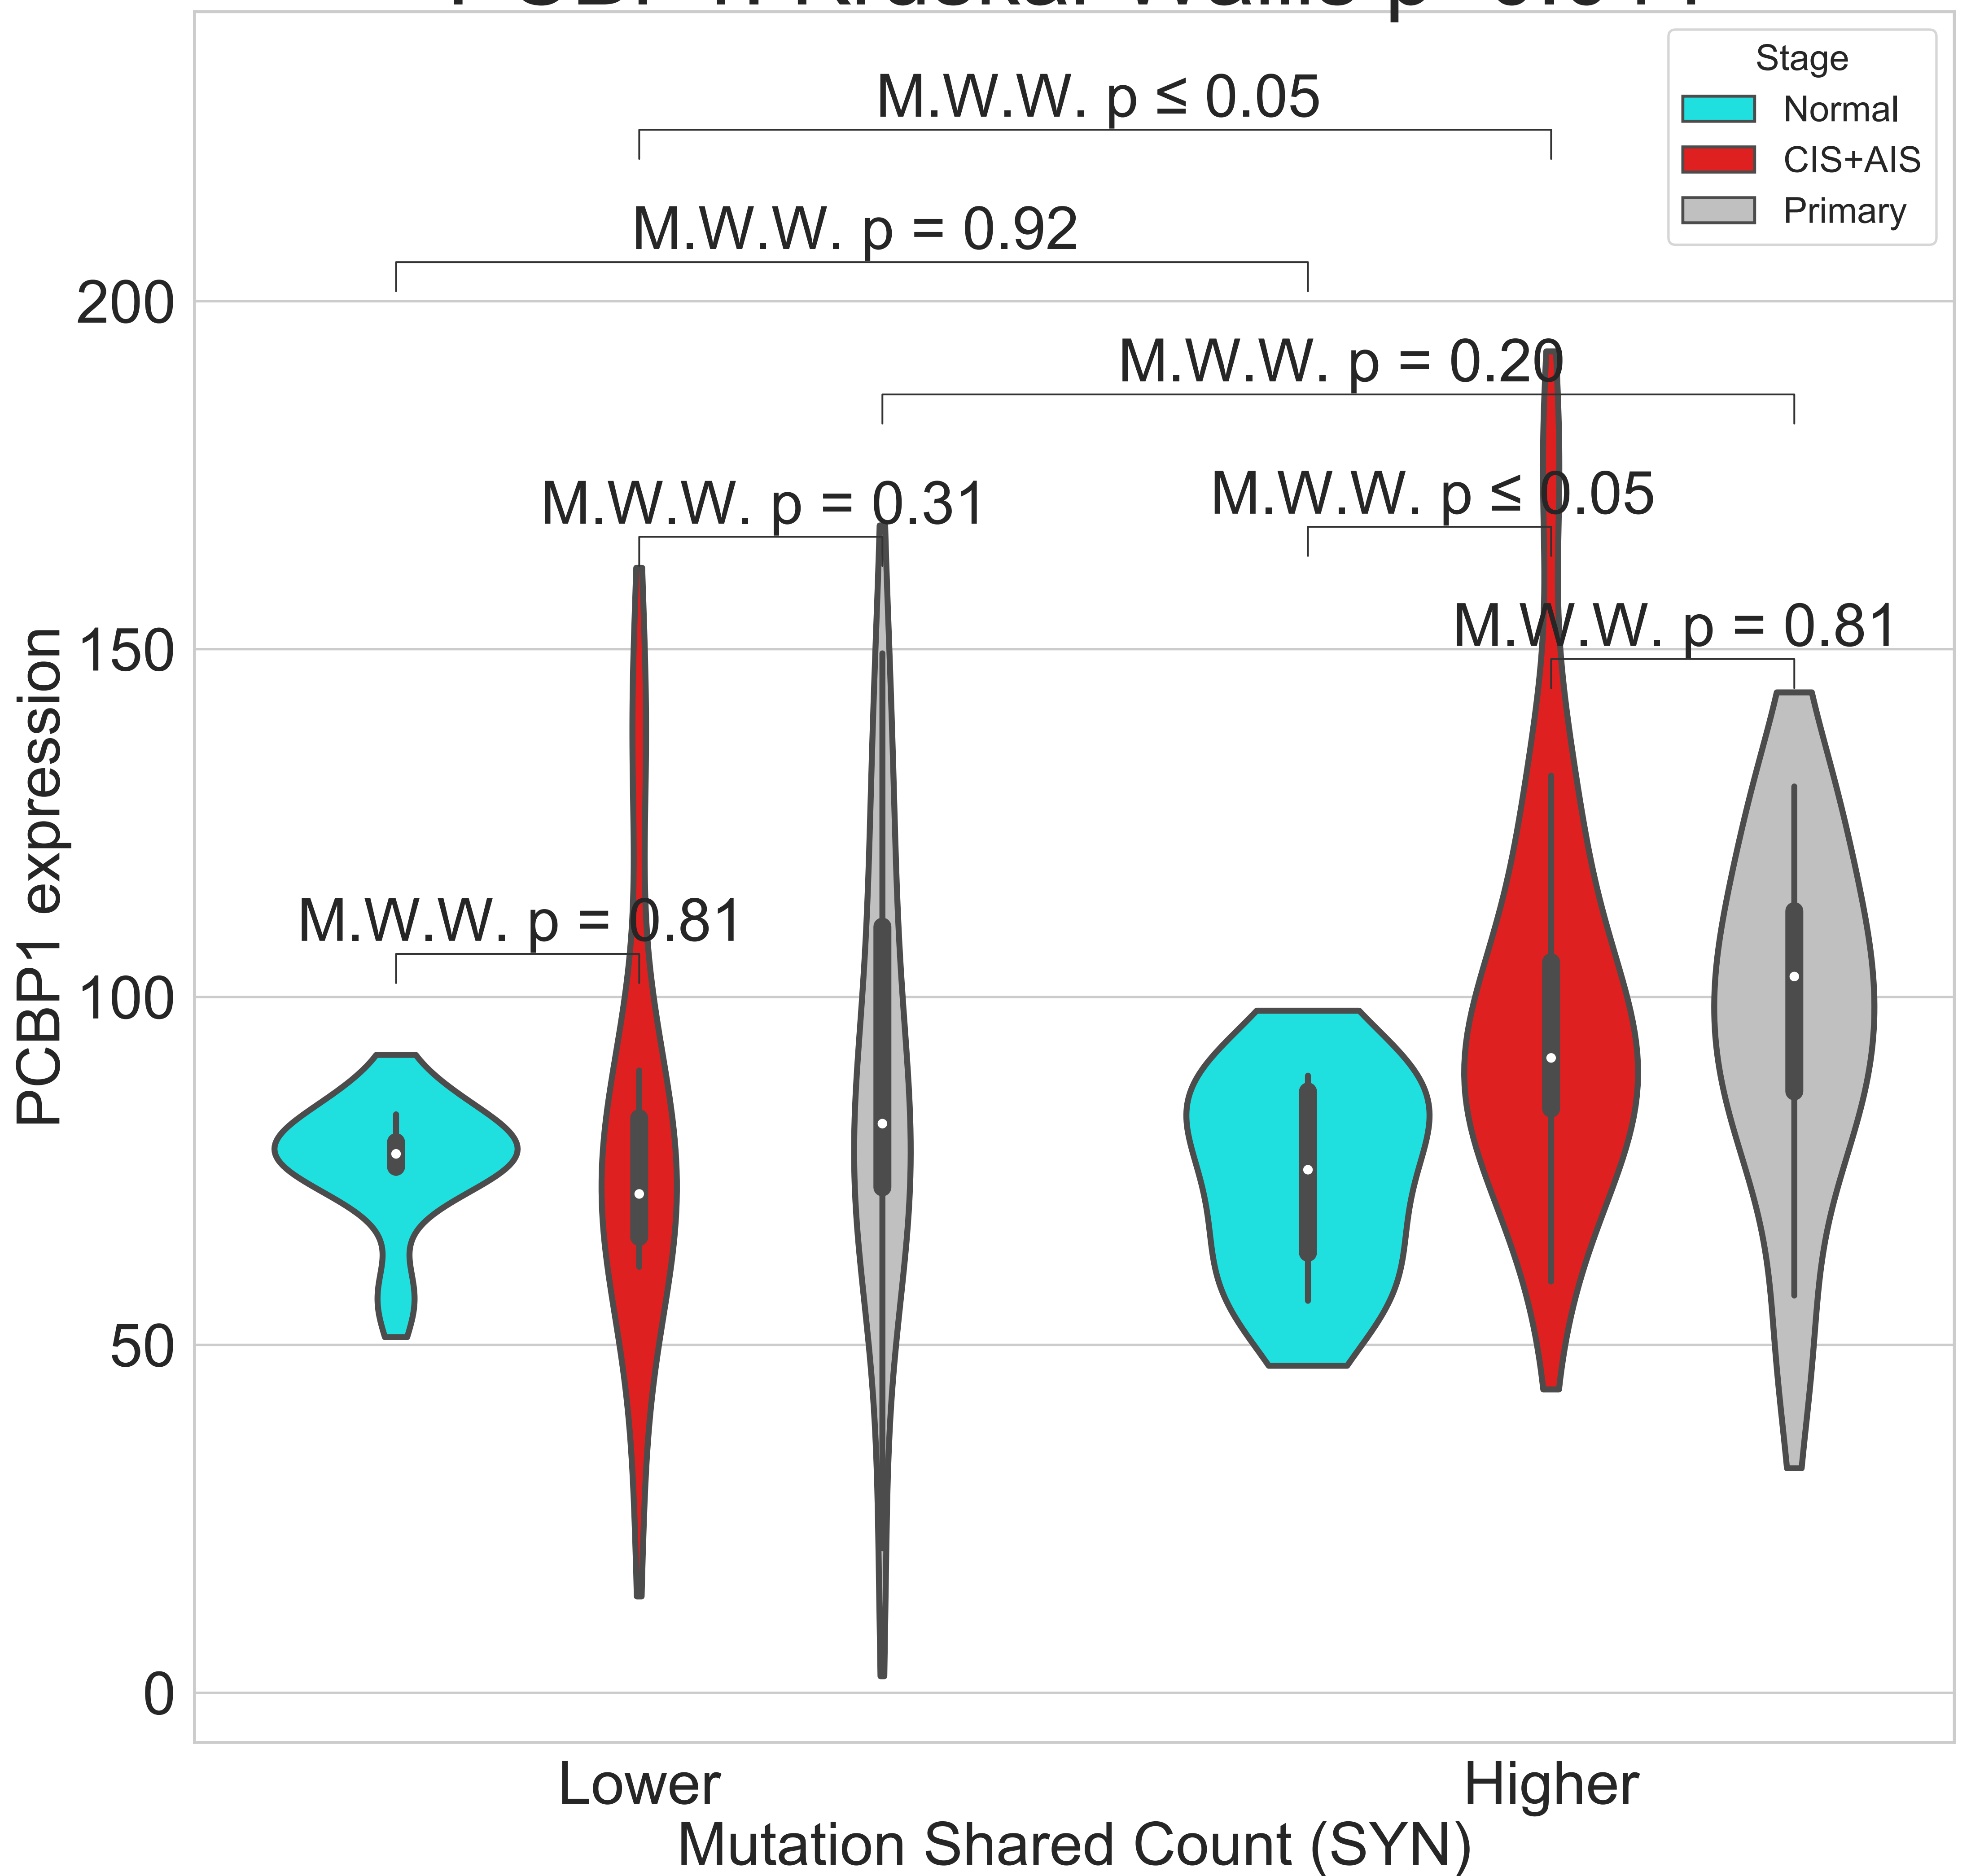 Stage
Normal
CIS+AIS
Primary
M.W.W. p ≤ 0.05
M.W.W. p = 0.92
M.W.W. p = 0.20
M.W.W. p = 0.31
M.W.W. p ≤ 0.05
M.W.W. p = 0.81
M.W.W. p = 0.81
PCBP1 expression
200
150
100
50
0
Lower
Higher
Mutation Shared Count (SYN)